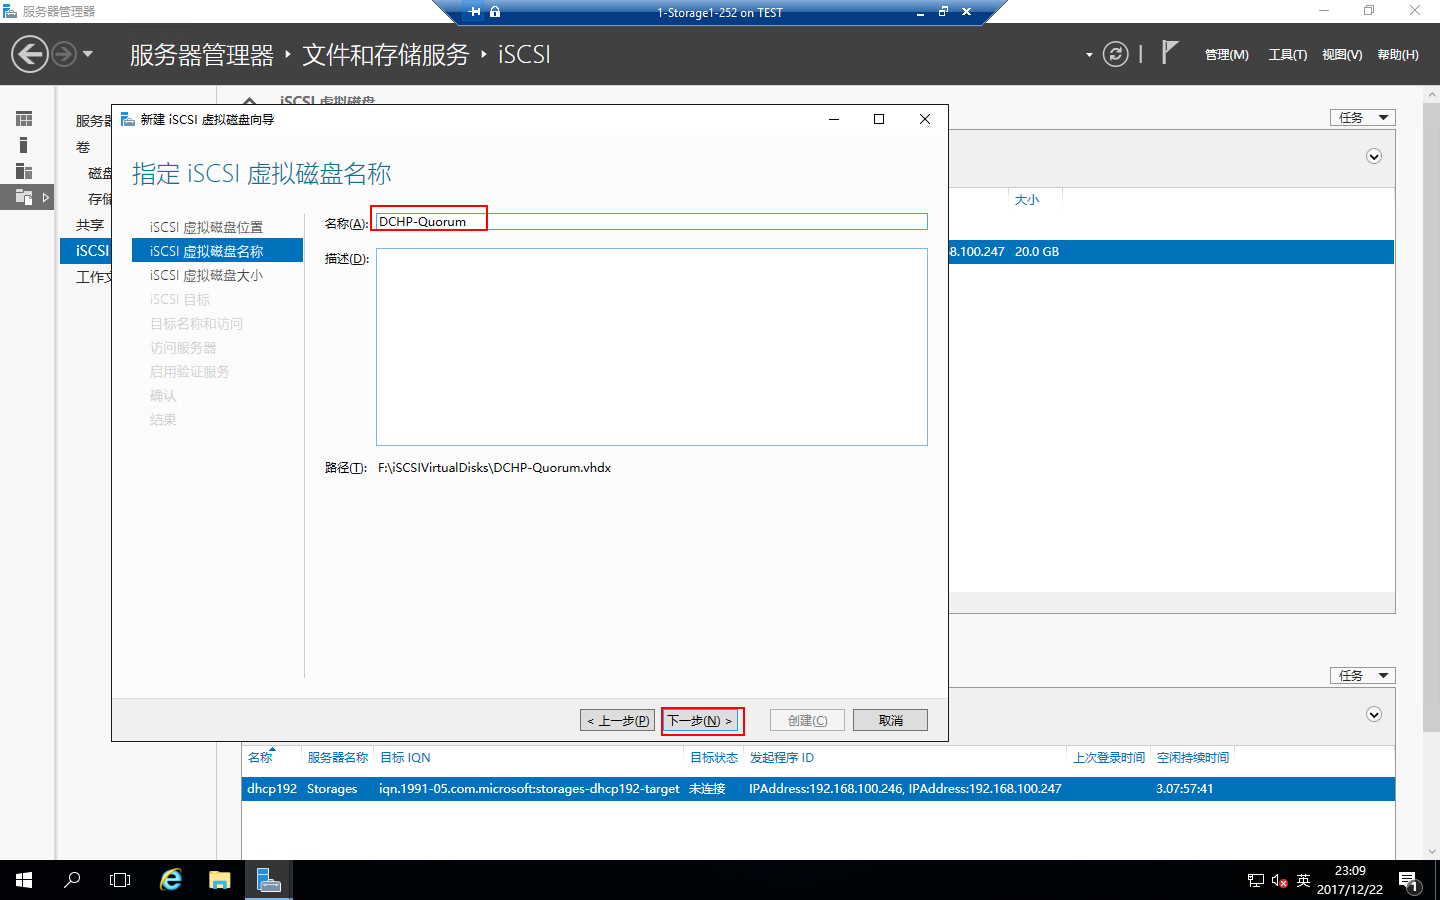 服务器管理器
1-Storage1-252 on TEST
服务器管理器 文件和存储服务 iSCSI
管理(M) 工具(T) 视图(V) 帮助(H)
iSCSI 虚拟磁盘
任务
服务器
卷
磁盘
存储
共享
iSCSI
工作文
大小
8.100.247 20.0 GB
新建 iSCSI 虚拟磁盘向导
指定 iSCSI 虚拟磁盘名称
iSCSI 虚拟磁盘位置
iSCSI 虚拟磁盘名称
iSCSI 虚拟磁盘大小
iSCSI 目标
目标名称和访问
访问服务器
启用验证服务
确认
结果
名称(A): DCHP-Quorum
描述(D):
路径(T): F:\iSCSIVirtualDisks\DCHP-Quorum.vhdx
< 上一步(P) 下一步(N) > 创建(C) 取消
任务
名称 服务器名称 目标 IQN 目标状态 发起程序 ID 上次登录时间 空闲持续时间
dhcp192 Storages iqn.1991-05.com.microsoft:storages-dhcp192-target 未连接 IPAddress:192.168.100.246, IPAddress:192.168.100.247 3.07:57:41
英
23:09
2017/12/22
1